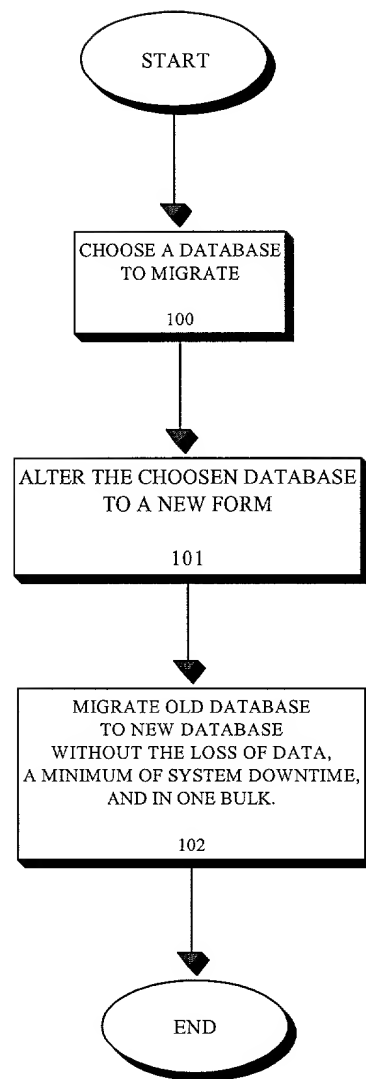 START
CHOOSE A DATABASE
TO MIGRATE
100
ALTER THE CHOOSEN DATABASE
TO A NEW FORM
101
MIGRATE OLD DATABASE
TO NEW DATABASE
WITHOUT THE LOSS OF DATA,
A MINIMUM OF SYSTEM DOWNTIME,
AND IN ONE BULK.
102
END